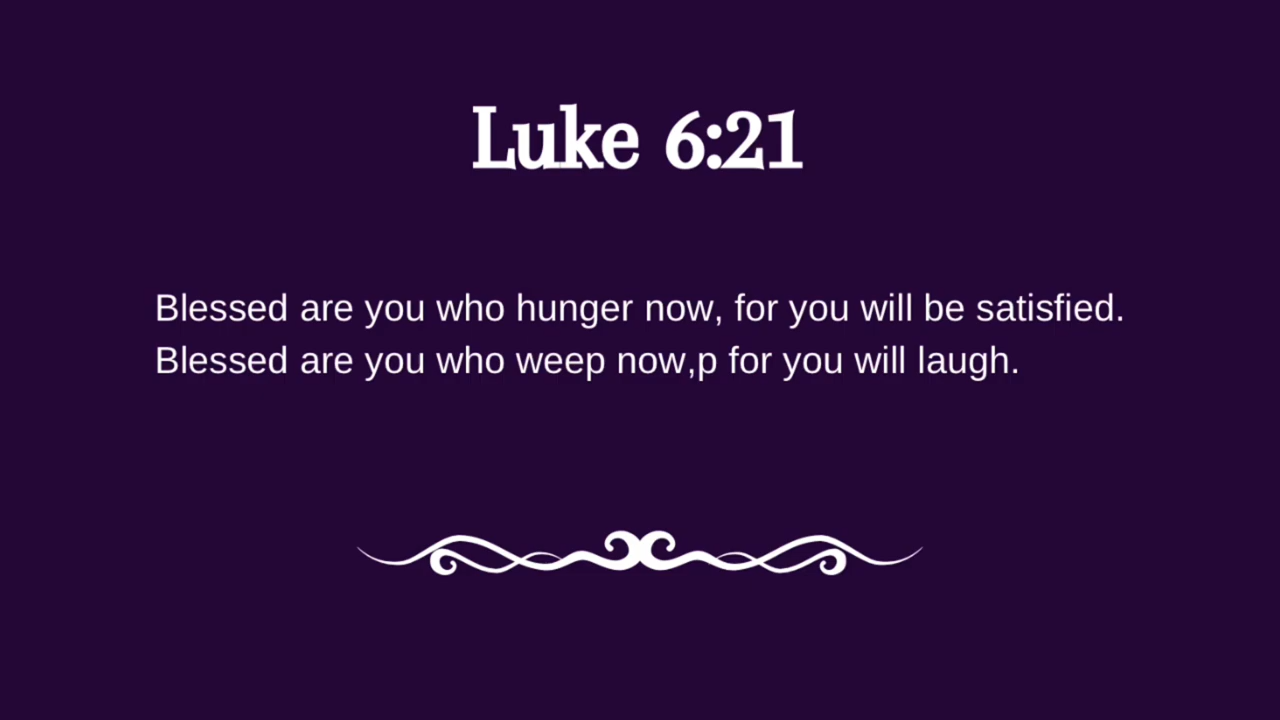 Luke 6:21
Blessed are you who hunger now, for you will be satisfied.
Blessed are you who weep now,p for you will laugh.